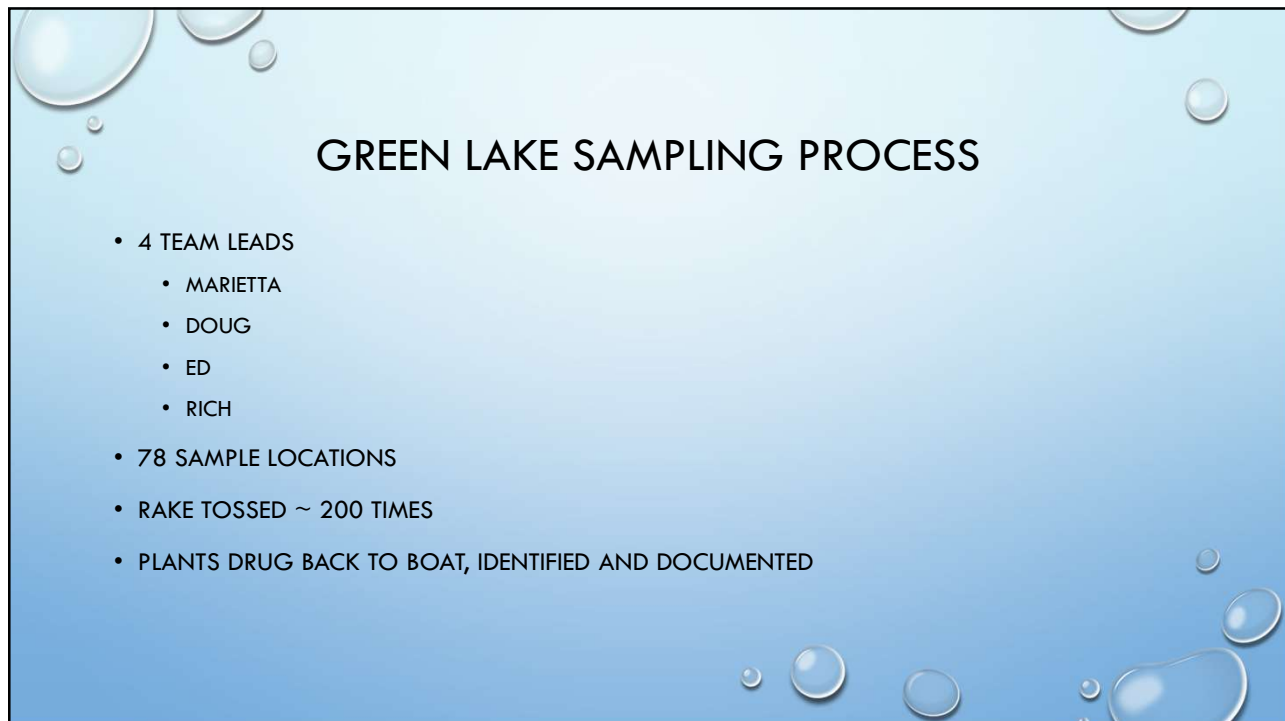 GREEN LAKE SAMPLING PROCESS
• 4 TEAM LEADS
• MARIETTA
• DOUG
• ED
• RICH
• 78 SAMPLE LOCATIONS
• RAKE TOSSED ~ 200 TIMES
• PLANTS DRUG BACK TO BOAT, IDENTIFIED AND DOCUMENTED